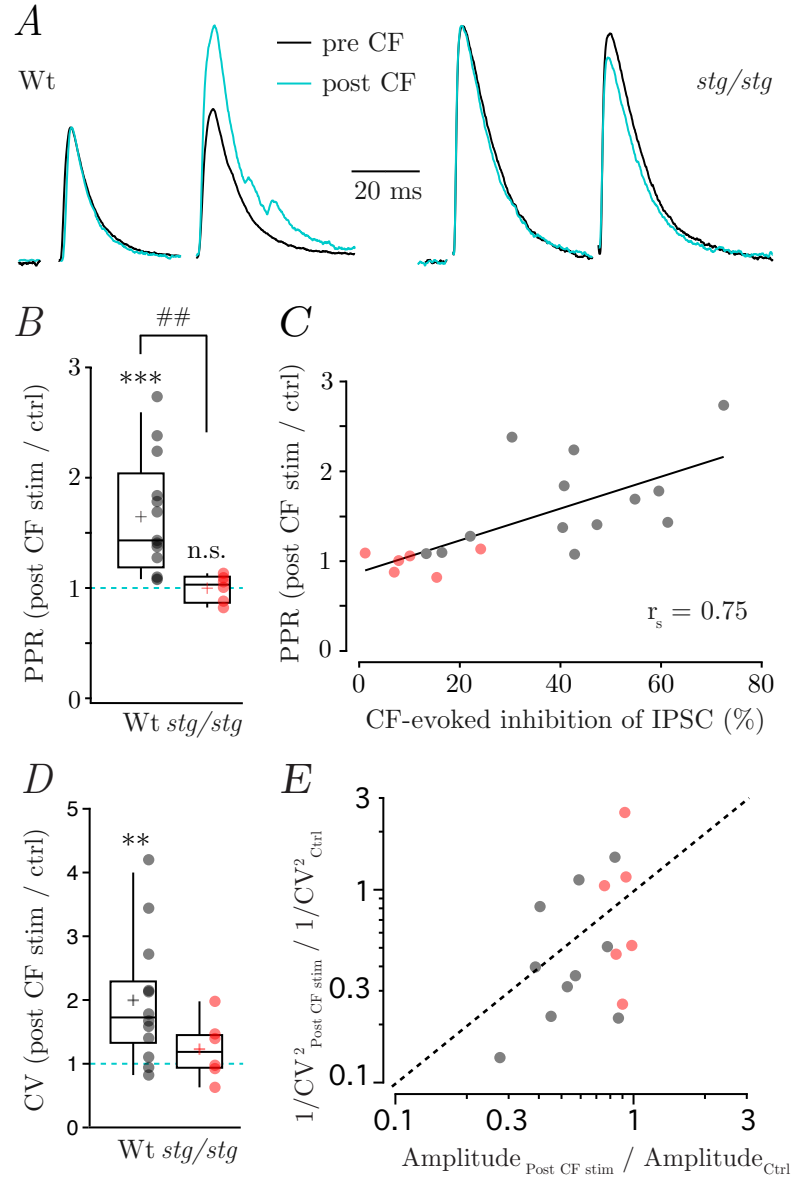 A
Wt
pre CF
post CF
stg/stg
20 ms
B
##
***
n.s.
PPR (post CF stim / ctrl)
3
2
1
0
Wt stg/stg
C
PPR (post CF stim / ctrl)
3
2
1
0
r_s = 0.75
0 20 40 60 80
CF-evoked inhibition of IPSC (%)
D
**
CV (post CF stim / ctrl)
5
4
3
2
1
0
Wt stg/stg
E
1/CV²_Post CF stim / 1/CV²_Ctrl
3
1
0.3
0.1
0.1 0.3 1 3
Amplitude_Post CF stim / Amplitude_Ctrl